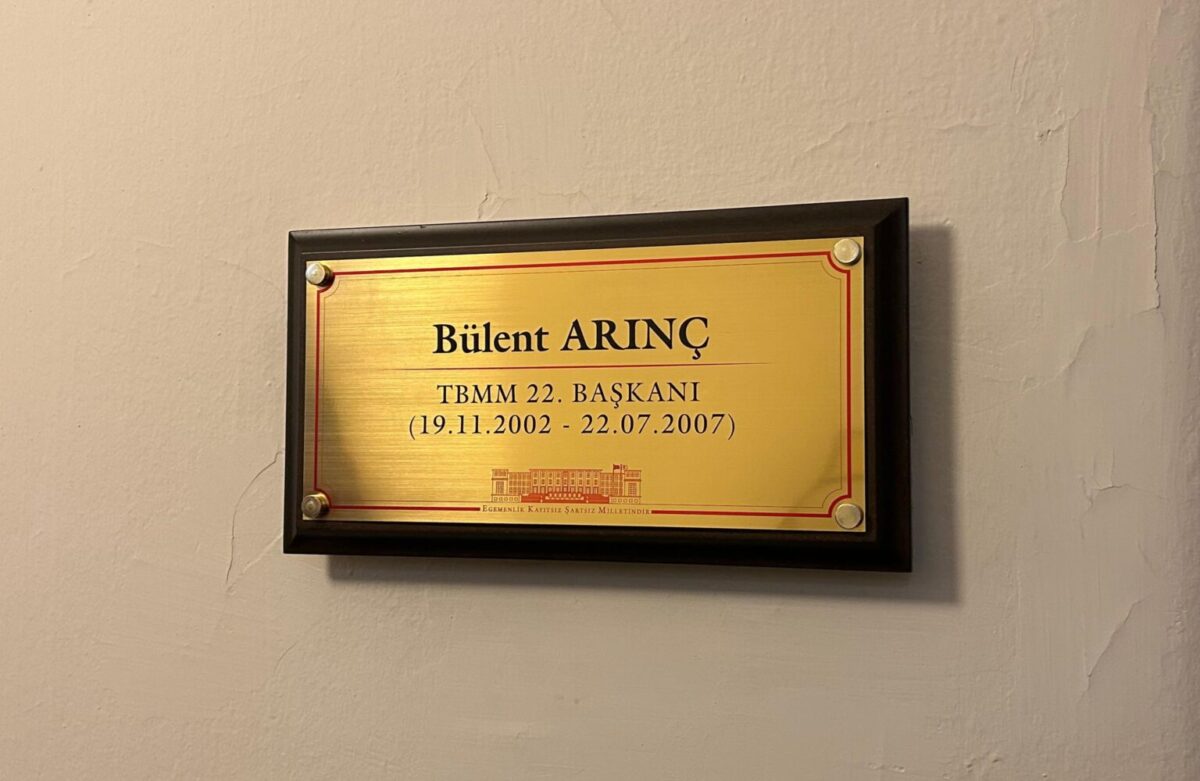 Bülent ARINÇ
TBMM 22. BAŞKANI
(19.11.2002 - 22.07.2007)
EGEMENLİK KAYITSIZ ŞARTSIZ MİLLETİNDİR